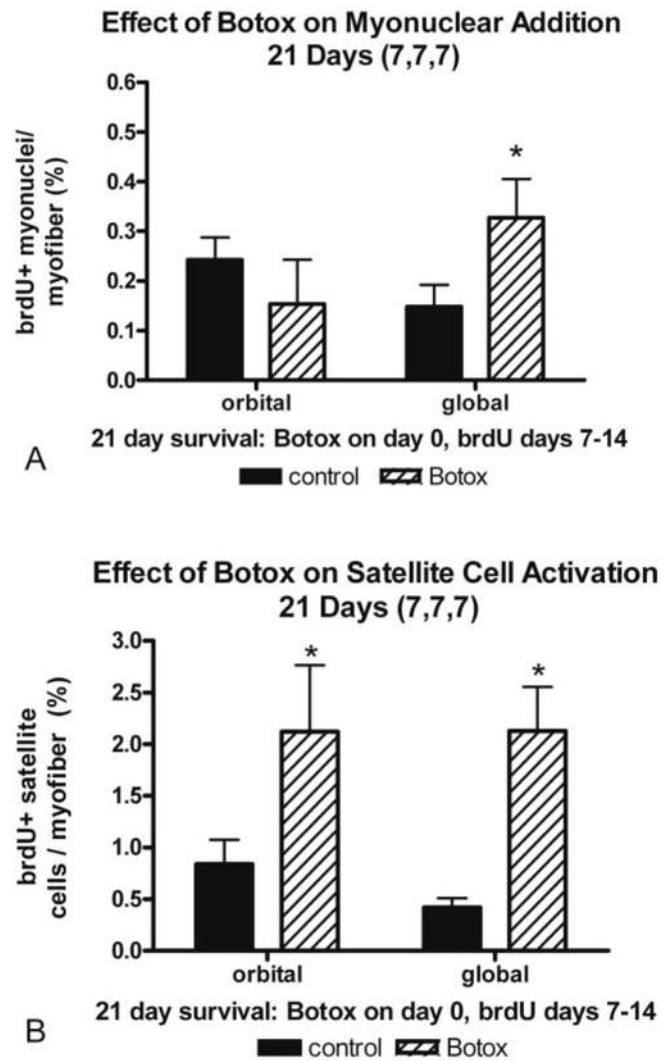 Effect of Botox on Myonuclear Addition
21 Days (7,7,7)
brdU+ myonuclei/
myofiber (%)
0.6
0.5
0.4
0.3
0.2
0.1
0.0
*
orbital global
21 day survival: Botox on day 0, brdU days 7-14
A
control Botox
Effect of Botox on Satellite Cell Activation
21 Days (7,7,7)
brdU+ satellite
cells / myofiber (%)
3.0
2.5
2.0
1.5
1.0
0.5
0.0
* *
orbital global
21 day survival: Botox on day 0, brdU days 7-14
B
control Botox